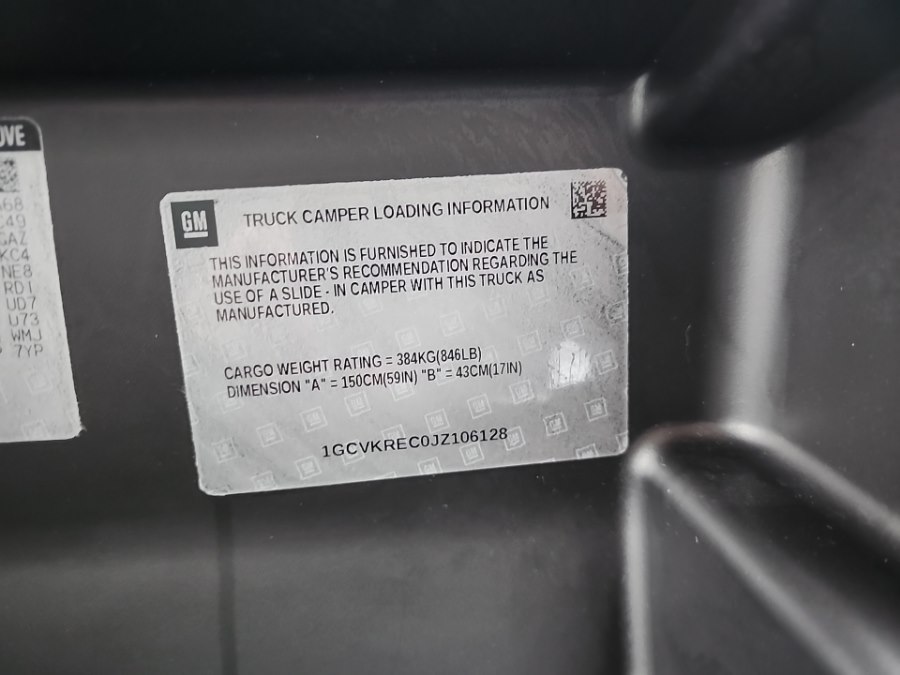 OVE
A68
C49
GAZ
KC4
NE8
RD1
UD7
U73
WMJ
7YP
GM
TRUCK CAMPER LOADING INFORMATION
THIS INFORMATION IS FURNISHED TO INDICATE THE
MANUFACTURER'S RECOMMENDATION REGARDING THE
USE OF A SLIDE - IN CAMPER WITH THIS TRUCK AS
MANUFACTURED.
CARGO WEIGHT RATING = 384KG(846LB)
DIMENSION "A" = 150CM(59IN) "B" = 43CM(17IN)
1GCVKREC0JZ106128